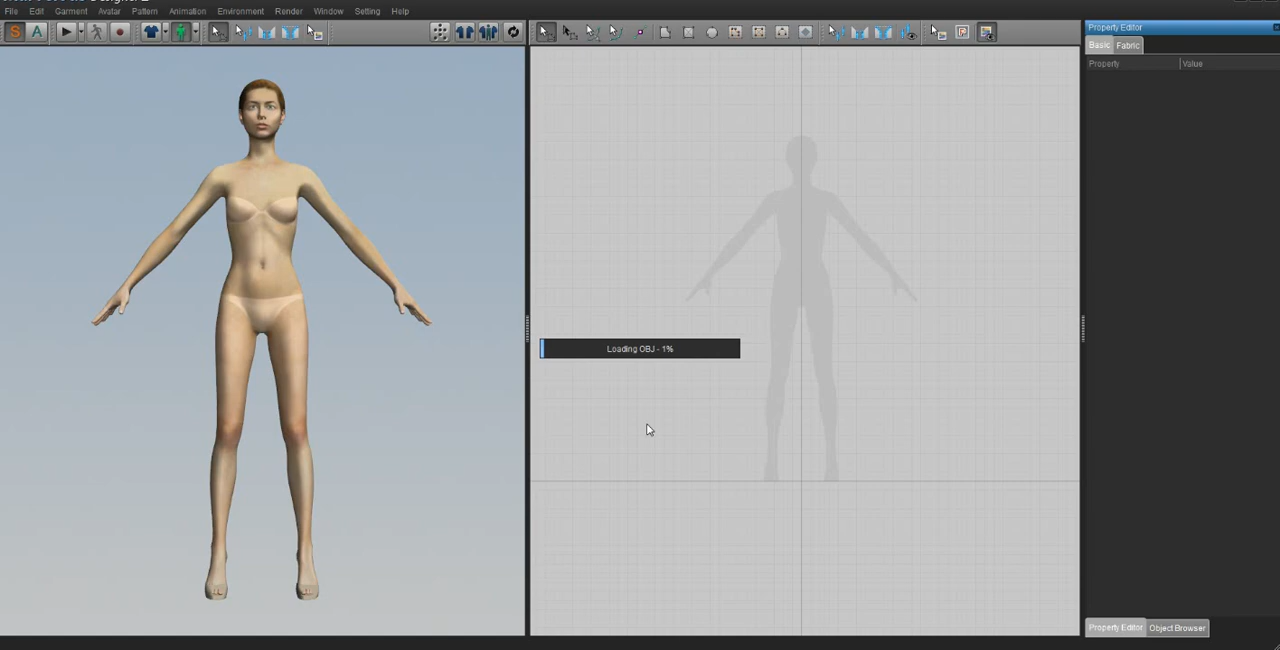 File Edit Garment Avatar Pattern Animation Environment Render Window Setting Help
S A
Property Editor
Basic Fabric
Property Value
Loading OBJ - 1%
Property Editor Object Browser